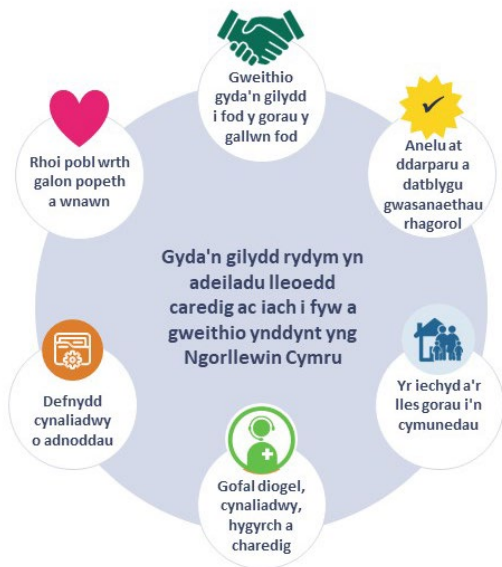 Gweithio
gyda'n gilydd
i fod y gorau y
gallwn fod
Rhoi pobl wrth
galon popeth
a wnawn
Anelu at
ddarparu a
datblygu
gwasanaethau
rhagorol
Gyda'n gilydd rydym yn
adeiladu lleoedd
caredig ac iach i fyw a
gweithio ynddynt yng
Ngorllewin Cymru
Defnydd
cynaliadwy
o adnoddau
Yr iechyd a'r
lles gorau i'n
cymunedau
Gofal diogel,
cynaliadwy,
hygyrch a
charedig